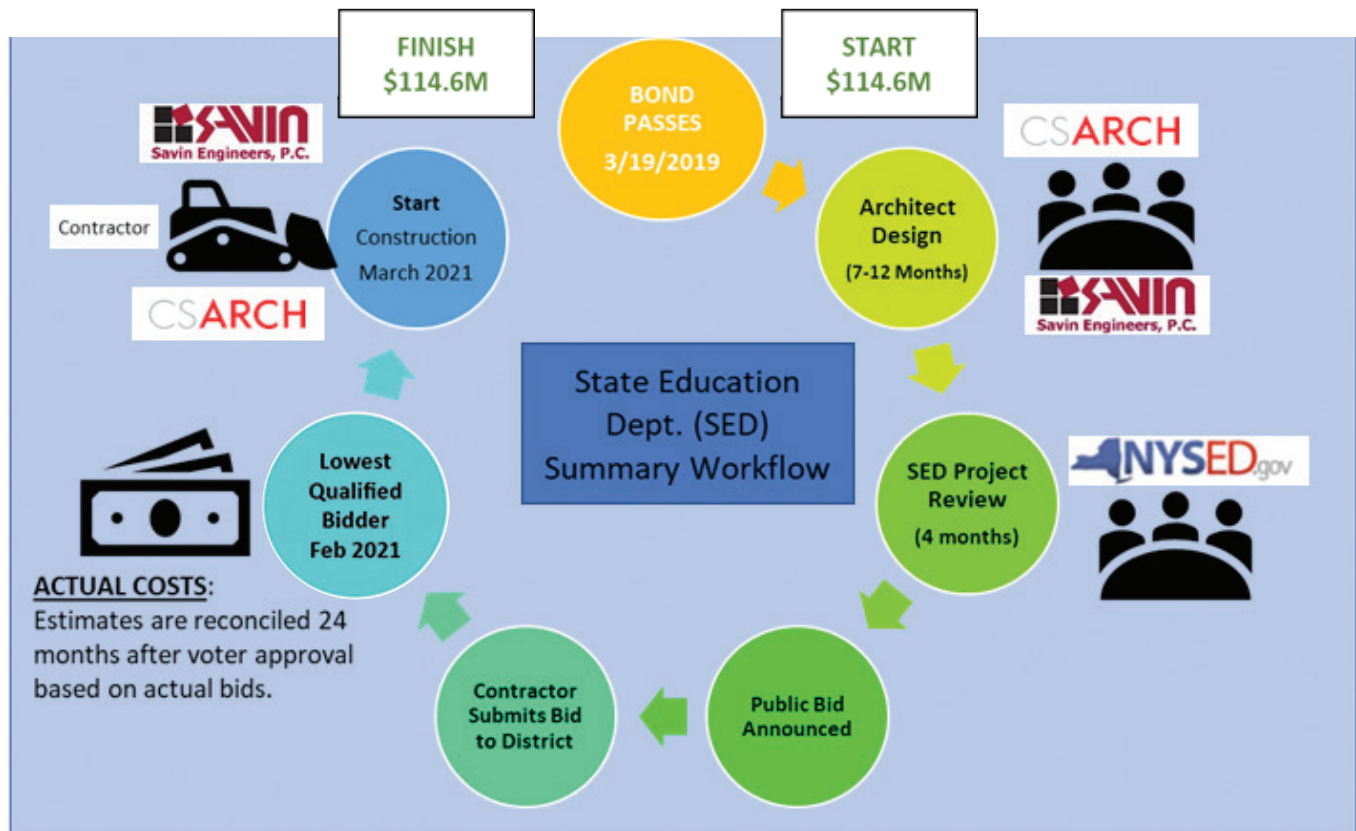 FINISH
$114.6M
START
$114.6M
BOND
PASSES
3/19/2019
SAVIN
Savin Engineers, P.C.
CSARCH
Start
Construction
March 2021
Contractor
CSARCH
Architect
Design
(7-12 Months)
SAVIN
Savin Engineers, P.C.
State Education
Dept. (SED)
Summary Workflow
SED Project
Review
(4 months)
NYSED.gov
Public Bid
Announced
Contractor
Submits Bid
to District
Lowest
Qualified
Bidder
Feb 2021
ACTUAL COSTS:
Estimates are reconciled 24
months after voter approval
based on actual bids.